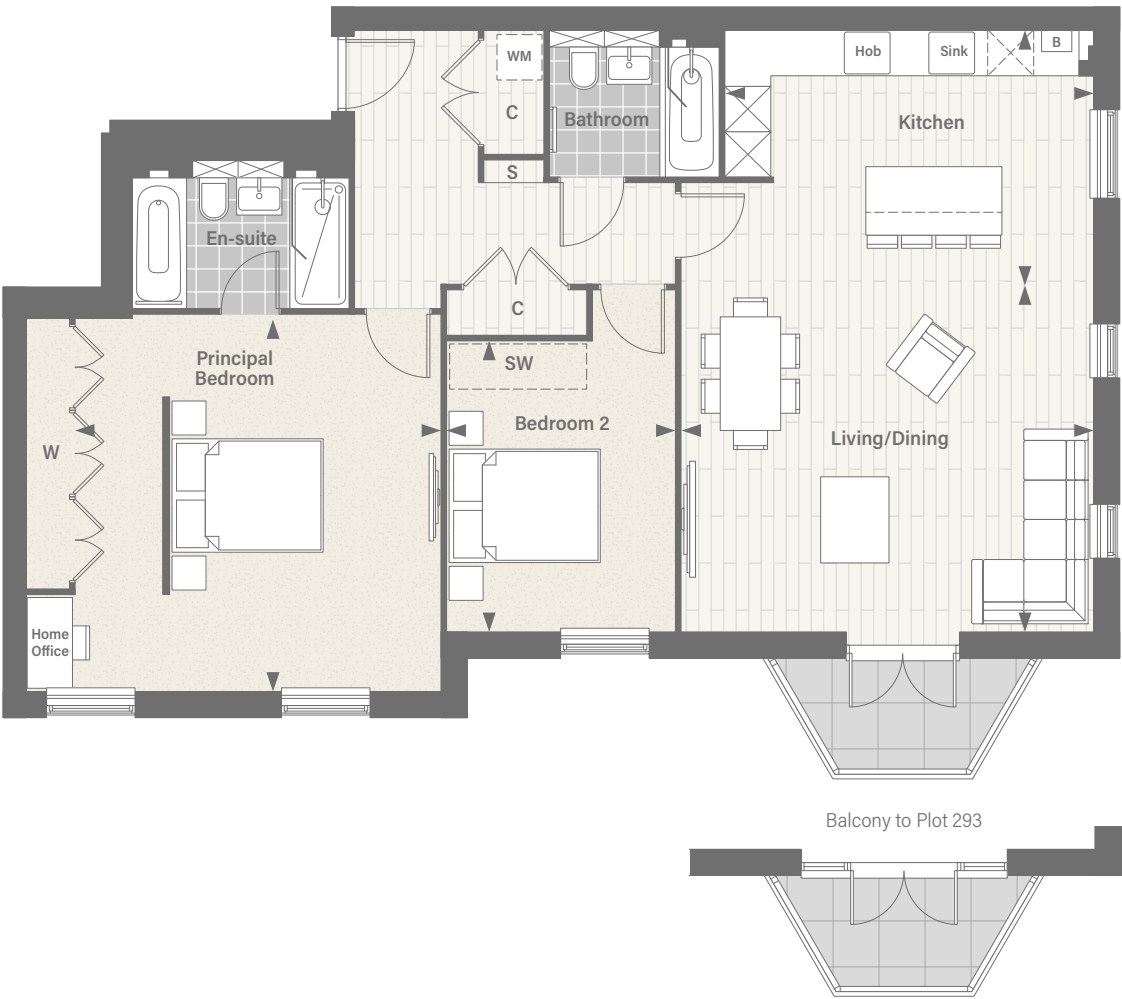 WM
Hob
Sink
B
C
Bathroom
Kitchen
S
En-suite
C
Principal
Bedroom
SW
Bedroom 2
Living/Dining
W
Home
Office
Balcony to Plot 293